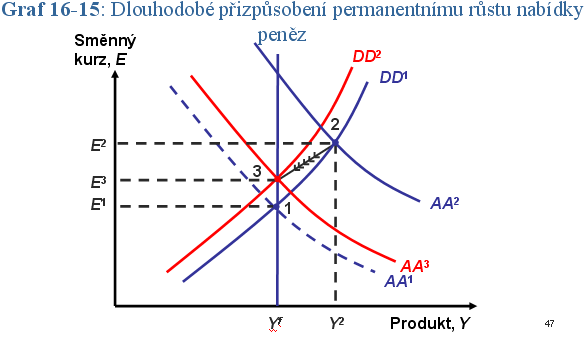 Graf 16-15: Dlouhodobé přizpůsobení permanentnímu růstu nabídky
peněz
Směnný
kurz, E
DD²
DD¹
2
E²
3
E³
E¹
1
AA²
AA³
AA¹
Yᶠ
Y²
Produkt, Y
47